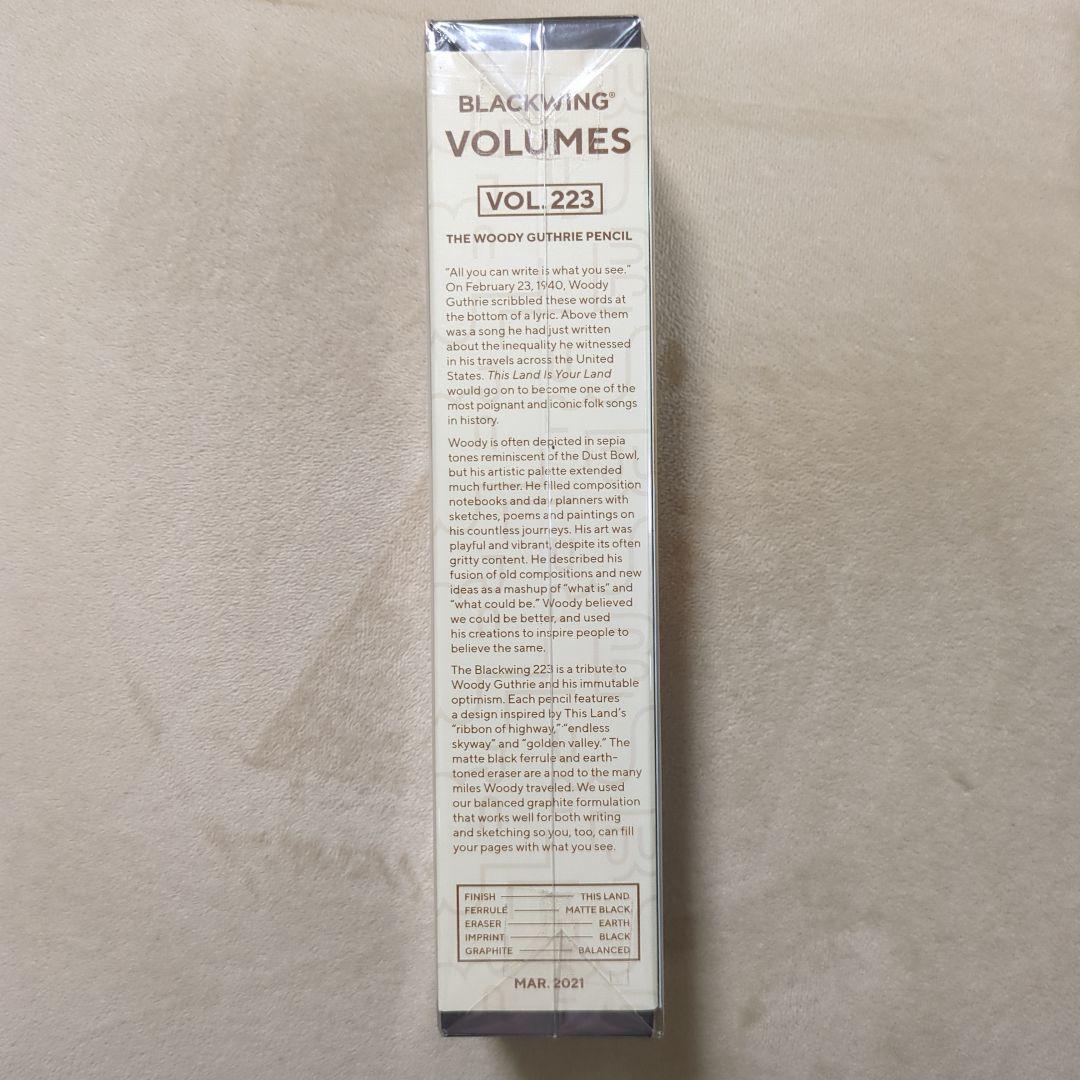 BLACKWING®
VOLUMES
VOL. 223
THE WOODY GUTHRIE PENCIL
"All you can write is what you see."
On February 23, 1940, Woody
Guthrie scribbled these words at
the bottom of a lyric. Above them
was a song he had just written
about the inequality he witnessed
in his travels across the United
States. This Land Is Your Land
would go on to become one of the
most poignant and iconic folk songs
in history.
Woody is often depicted in sepia
tones reminiscent of the Dust Bowl,
but his artistic palette extended
much further. He filled composition
notebooks and day planners with
sketches, poems and paintings on
his countless journeys. His art was
playful and vibrant, despite its often
gritty content. He described his
fusion of old compositions and new
ideas as a mashup of "what is" and
"what could be." Woody believed
we could be better, and used
his creations to inspire people to
believe the same.
The Blackwing 223 is a tribute to
Woody Guthrie and his immutable
optimism. Each pencil features
a design inspired by This Land's
"ribbon of highway," "endless
skyway" and "golden valley." The
matte black ferrule and earth-
toned eraser are a nod to the many
miles Woody traveled. We used
our balanced graphite formulation
that works well for both writing
and sketching so you, too, can fill
your pages with what you see.
FINISH THIS LAND
FERRULE MATTE BLACK
ERASER EARTH
IMPRINT BLACK
GRAPHITE BALANCED
MAR. 2021